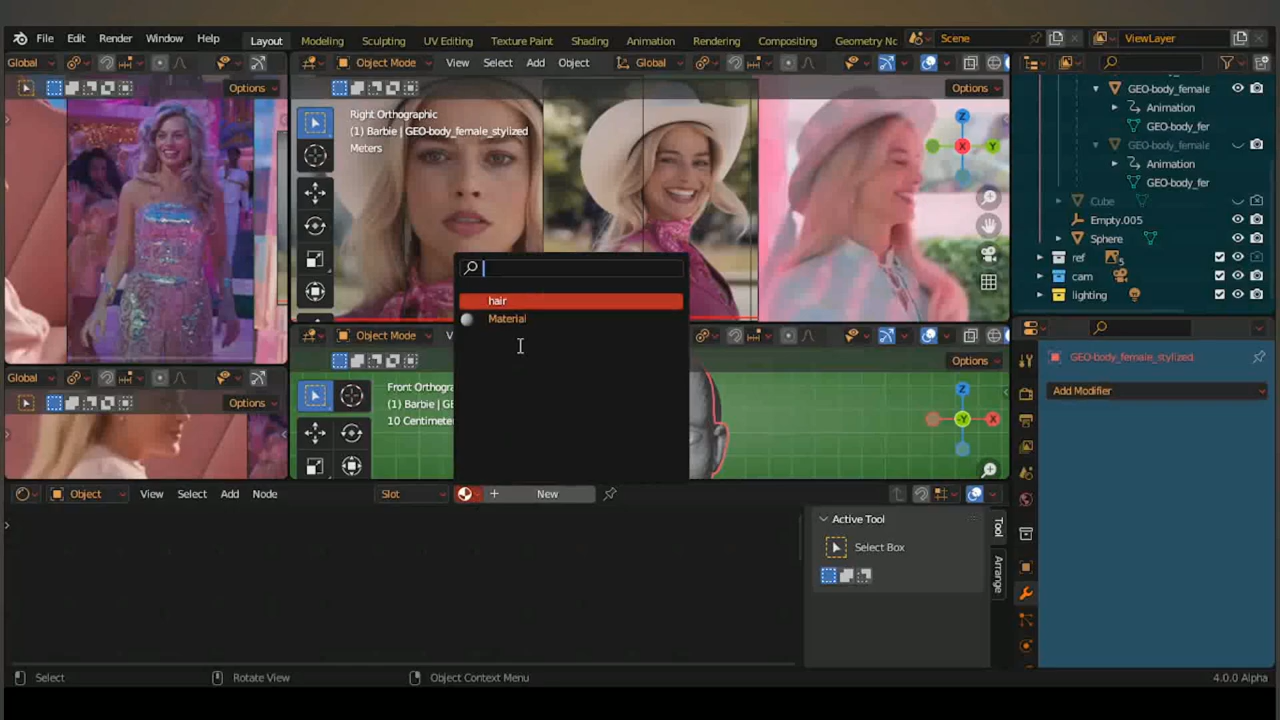 File Edit Render Window Help Layout Modeling Sculpting UV Editing Texture Paint Shading Animation Rendering Compositing Geometry Nc Scene ViewLayer
Global Object Mode View Select Add Object Global
Options Options
Right Orthographic
(1) Barbie | GEO-body_female_stylized
Meters
Z
X
Y
GEO-body_female
Animation
GEO-body_fer
GEO-body_female
Animation
GEO-body_fer
Cube
Empty.005
Sphere
ref 5
cam
lighting
hair
Material
Object Mode V
Options
Front Orthogra
(1) Barbie | GE
10 Centimete
Z
-Y
X
Global
Options
GEO-body_female_stylized
Add Modifier
Object View Select Add Node Slot New
Active Tool
Select Box
Tool
Arrange
Select Rotate View Object Context Menu 4.0.0 Alpha